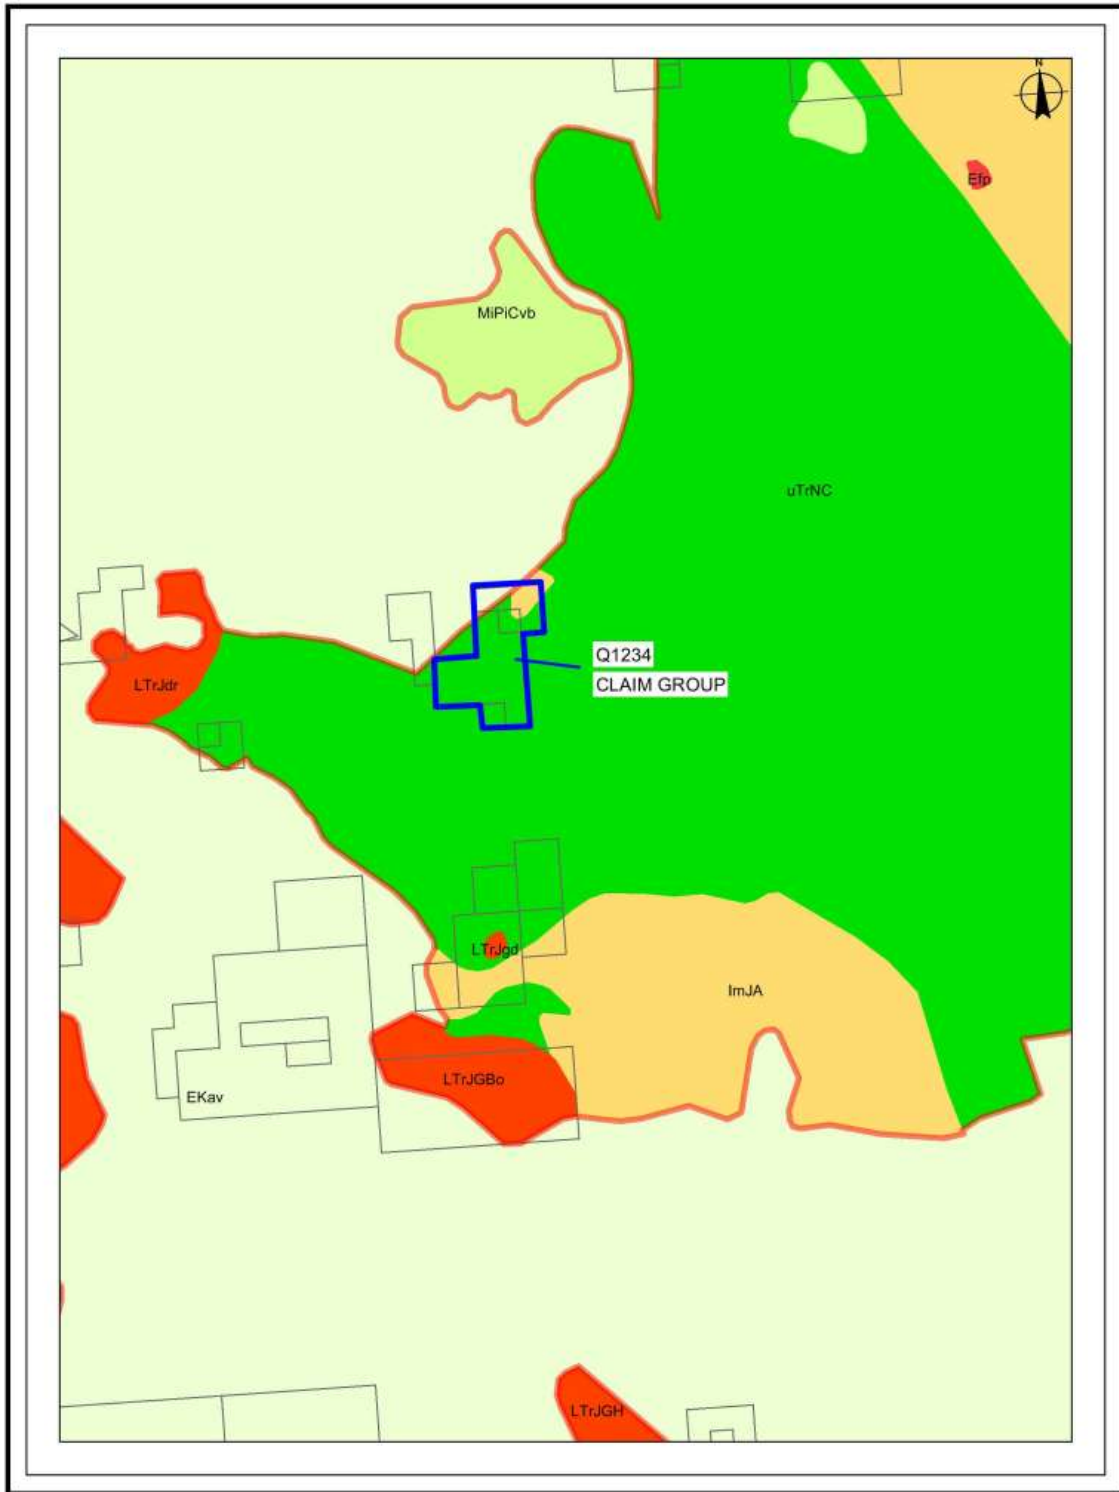 N
Efp
MiPiCvb
uTrNC
Q1234
CLAIM GROUP
LTrJdr
LTrJgd
lmJA
LTrJGBo
EKav
LTrJGH